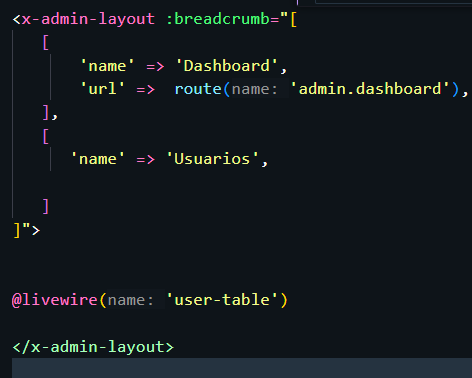 <x-admin-layout :breadcrumb="[
    [
        'name' => 'Dashboard',
        'url' =>  route(name: 'admin.dashboard'),
    ],
    [
       'name' => 'Usuarios',
    ]
]">
@livewire(name: 'user-table')
</x-admin-layout>